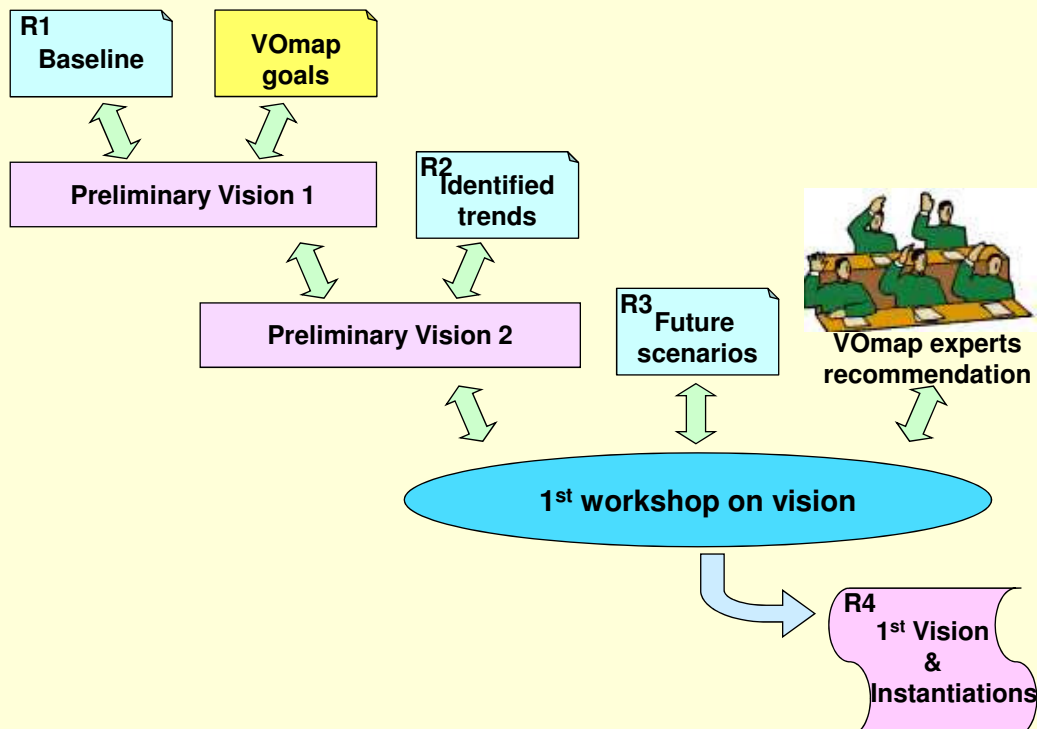 R1
Baseline
VOmap
goals
Preliminary Vision 1
R2
Identified
trends
Preliminary Vision 2
R3
Future
scenarios
VOmap experts
recommendation
1st workshop on vision
R4
1st Vision
&
Instantiations